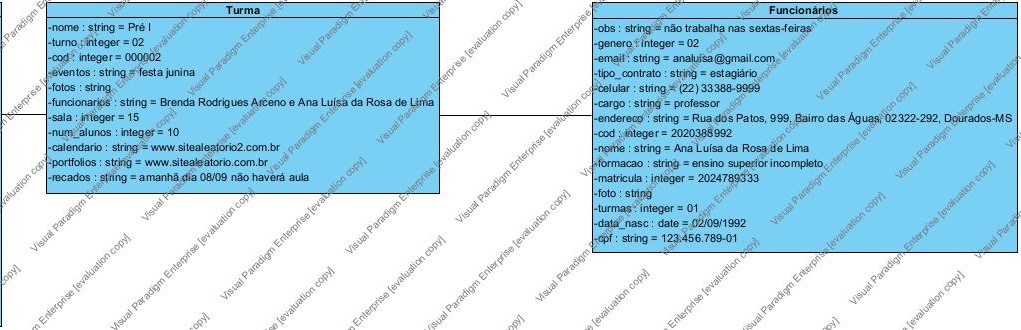 Turma
-nome : string = Pré I
-turno : integer = 02
-cod : integer = 000002
-eventos : string = festa junina
-fotos : string
-funcionarios : string = Brenda Rodrigues Arceno e Ana Luísa da Rosa de Lima
-sala : integer = 15
-num_alunos : integer = 10
-calendario : string = www.sitealeatorio2.com.br
-portfolios : string = www.sitealeatorio.com.br
-recados : string = amanhã dia 08/09 não haverá aula
Funcionários
-obs : string = não trabalha nas sextas-feiras
-genero : integer = 02
-email : string = analuisa@gmail.com
-tipo_contrato : string = estagiário
-celular : string = (22) 33388-9999
-cargo : string = professor
-endereco : string = Rua dos Patos, 999, Bairro das Águas, 02322-292, Dourados-MS
-cod : integer = 2020385992
-nome : string = Ana Luísa da Rosa de Lima
-formacao : string = ensino superior incompleto
-matricula : integer = 2024789333
-foto : string
-turmas : integer = 01
-data_nasc : date = 02/09/1992
-cpf : string = 123.456.789-01
Visual Paradigm Enterprise [evaluation copy]